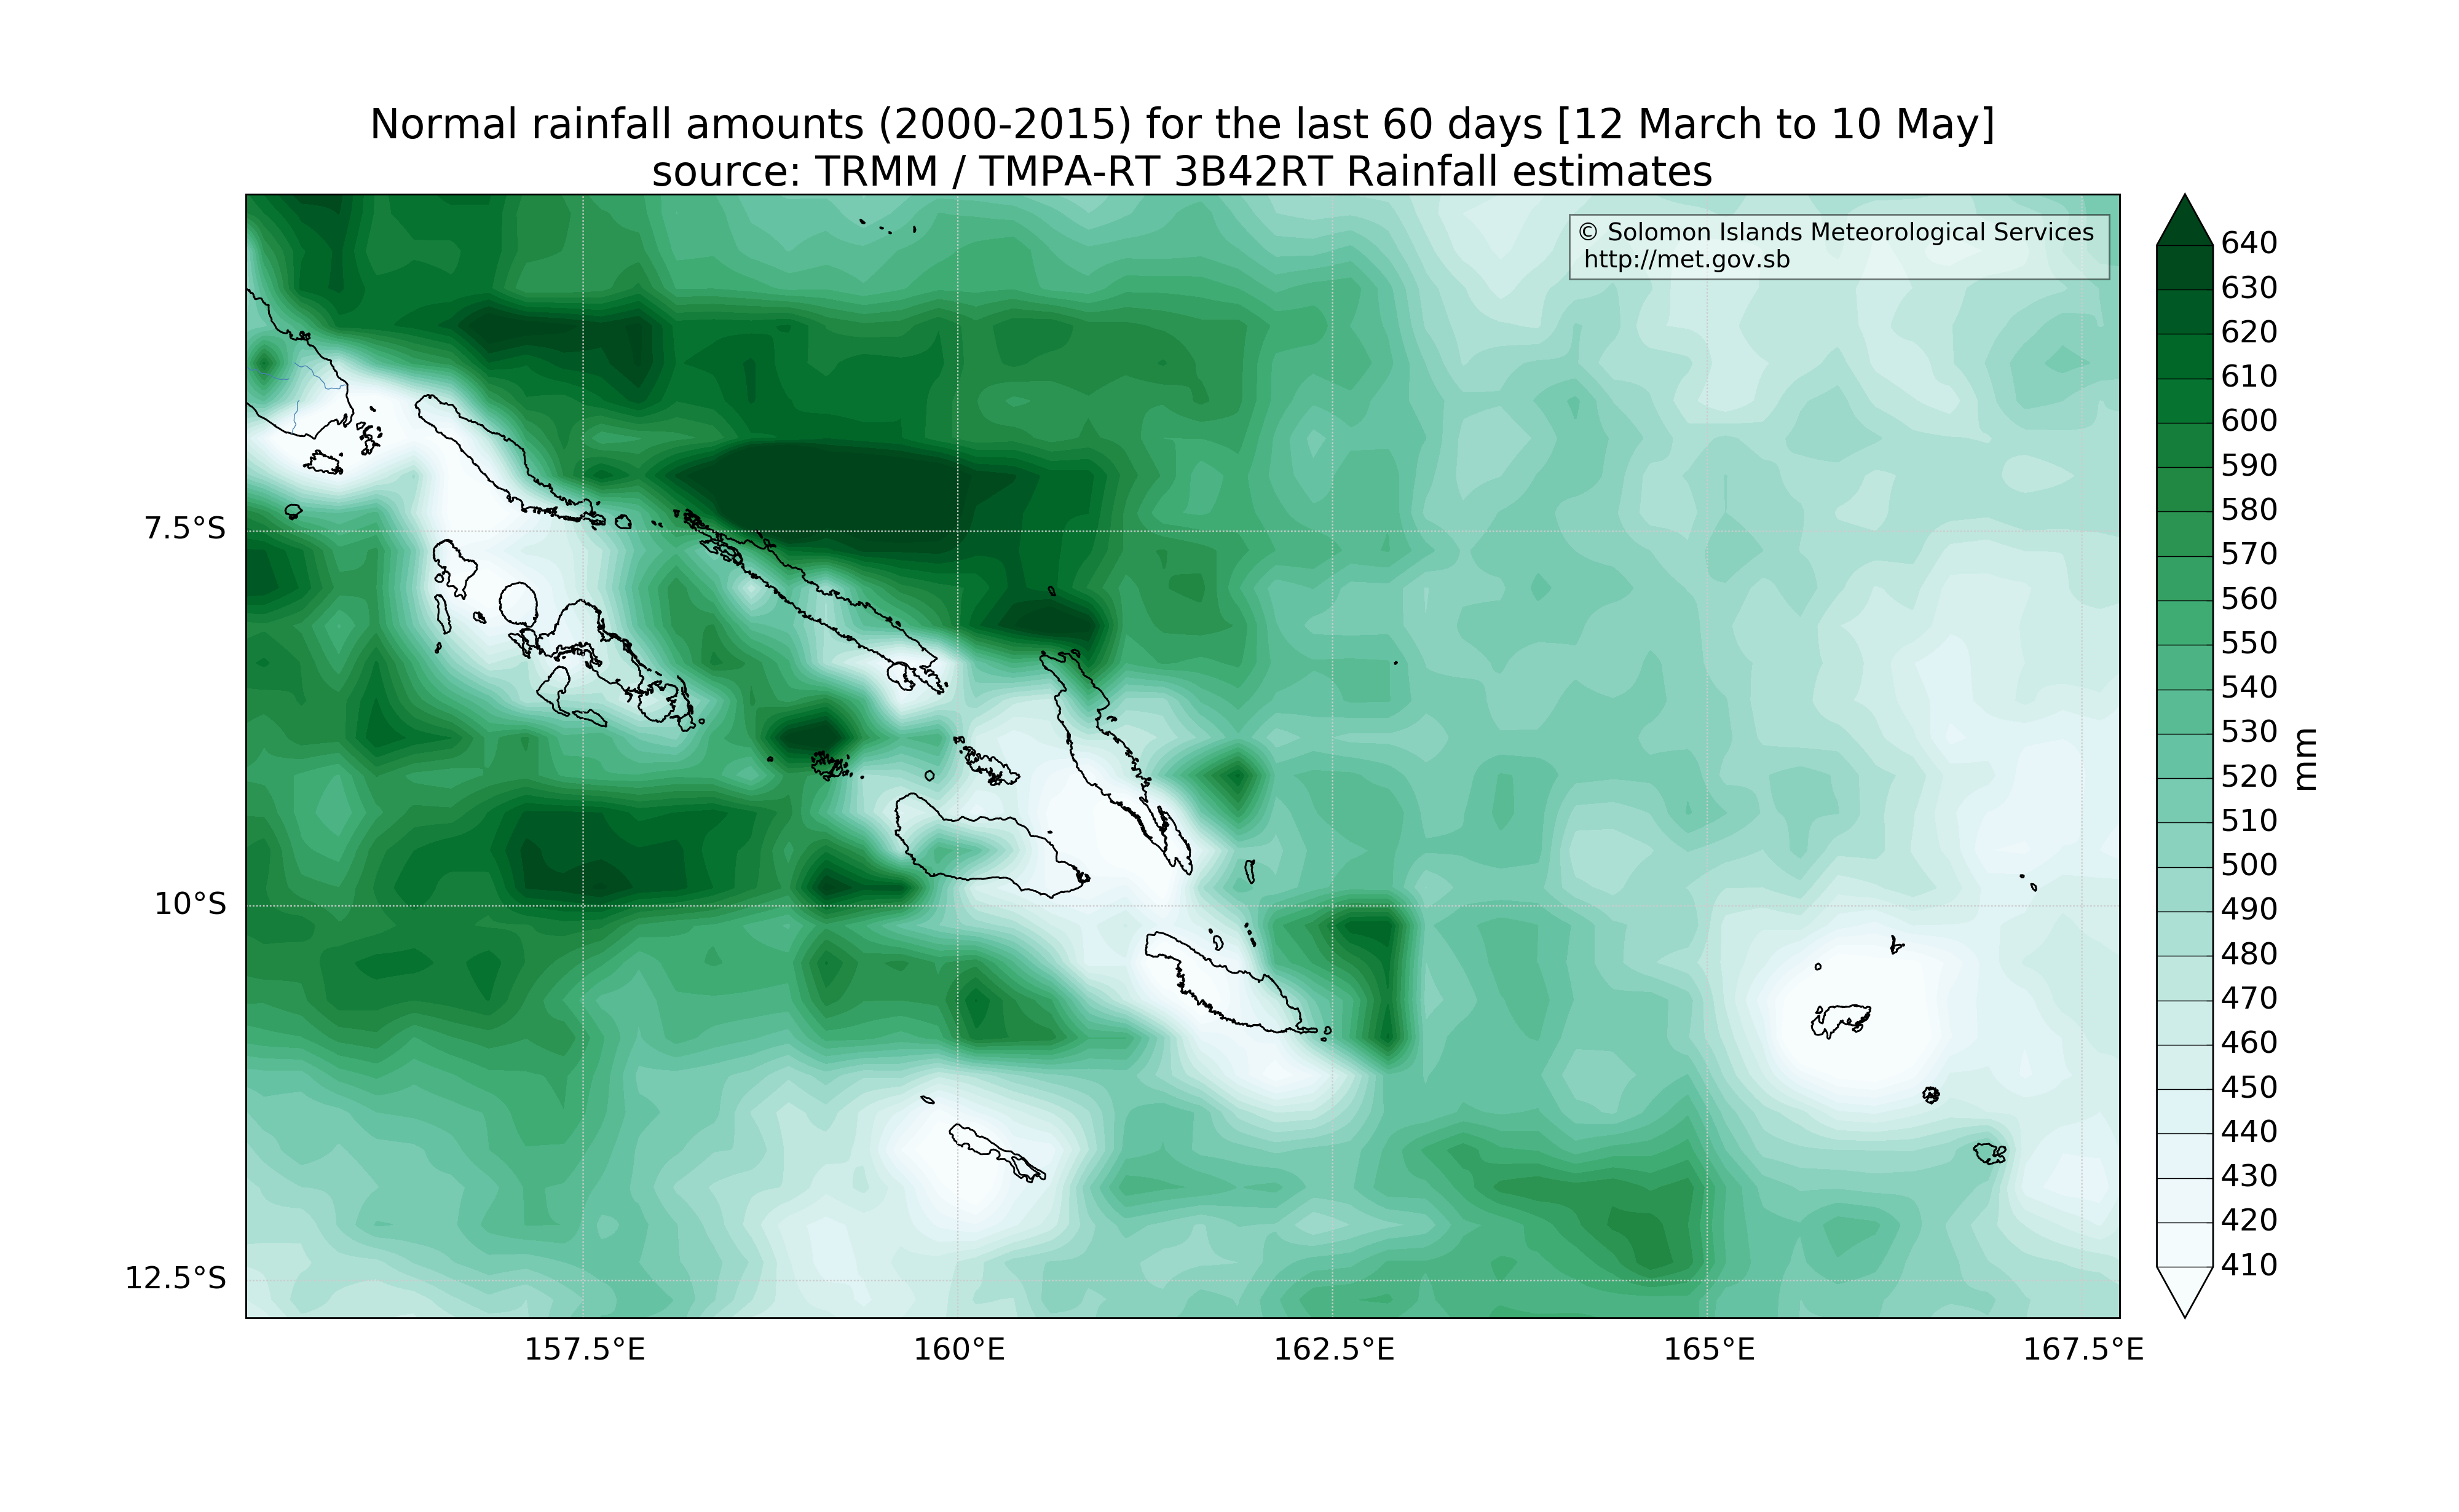 Normal rainfall amounts (2000-2015) for the last 60 days [12 March to 10 May]
source: TRMM / TMPA-RT 3B42RT Rainfall estimates
© Solomon Islands Meteorological Services
http://met.gov.sb
7.5°S
10°S
12.5°S
157.5°E
160°E
162.5°E
165°E
167.5°E
640
630
620
610
600
590
580
570
560
550
540
530
520
510
500
490
480
470
460
450
440
430
420
410
mm